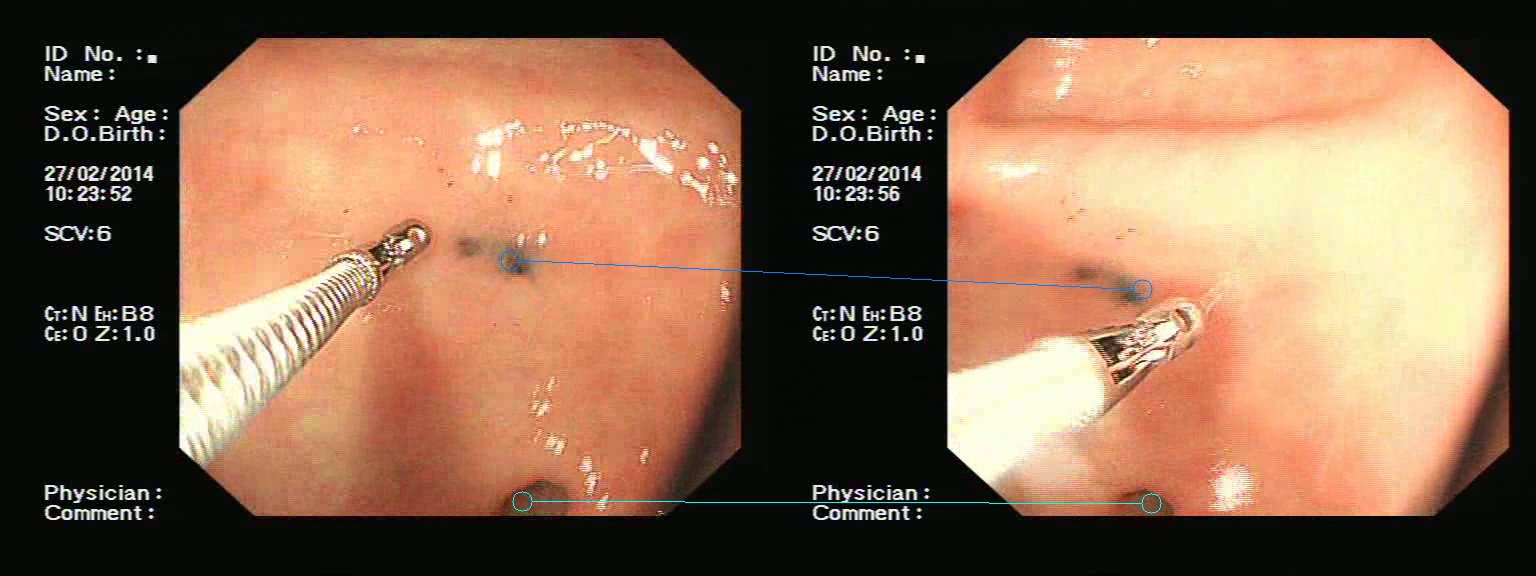 ID No. :
Name:
Sex: Age:
D.O.Birth:
27/02/2014
10:23:52
SCV:6
CT:N EH:B8
CE:0 Z:1.0
Physician:
Comment:
ID No. :
Name:
Sex: Age:
D.O.Birth:
27/02/2014
10:23:56
SCV:6
CT:N EH:B8
CE:0 Z:1.0
Physician:
Comment: